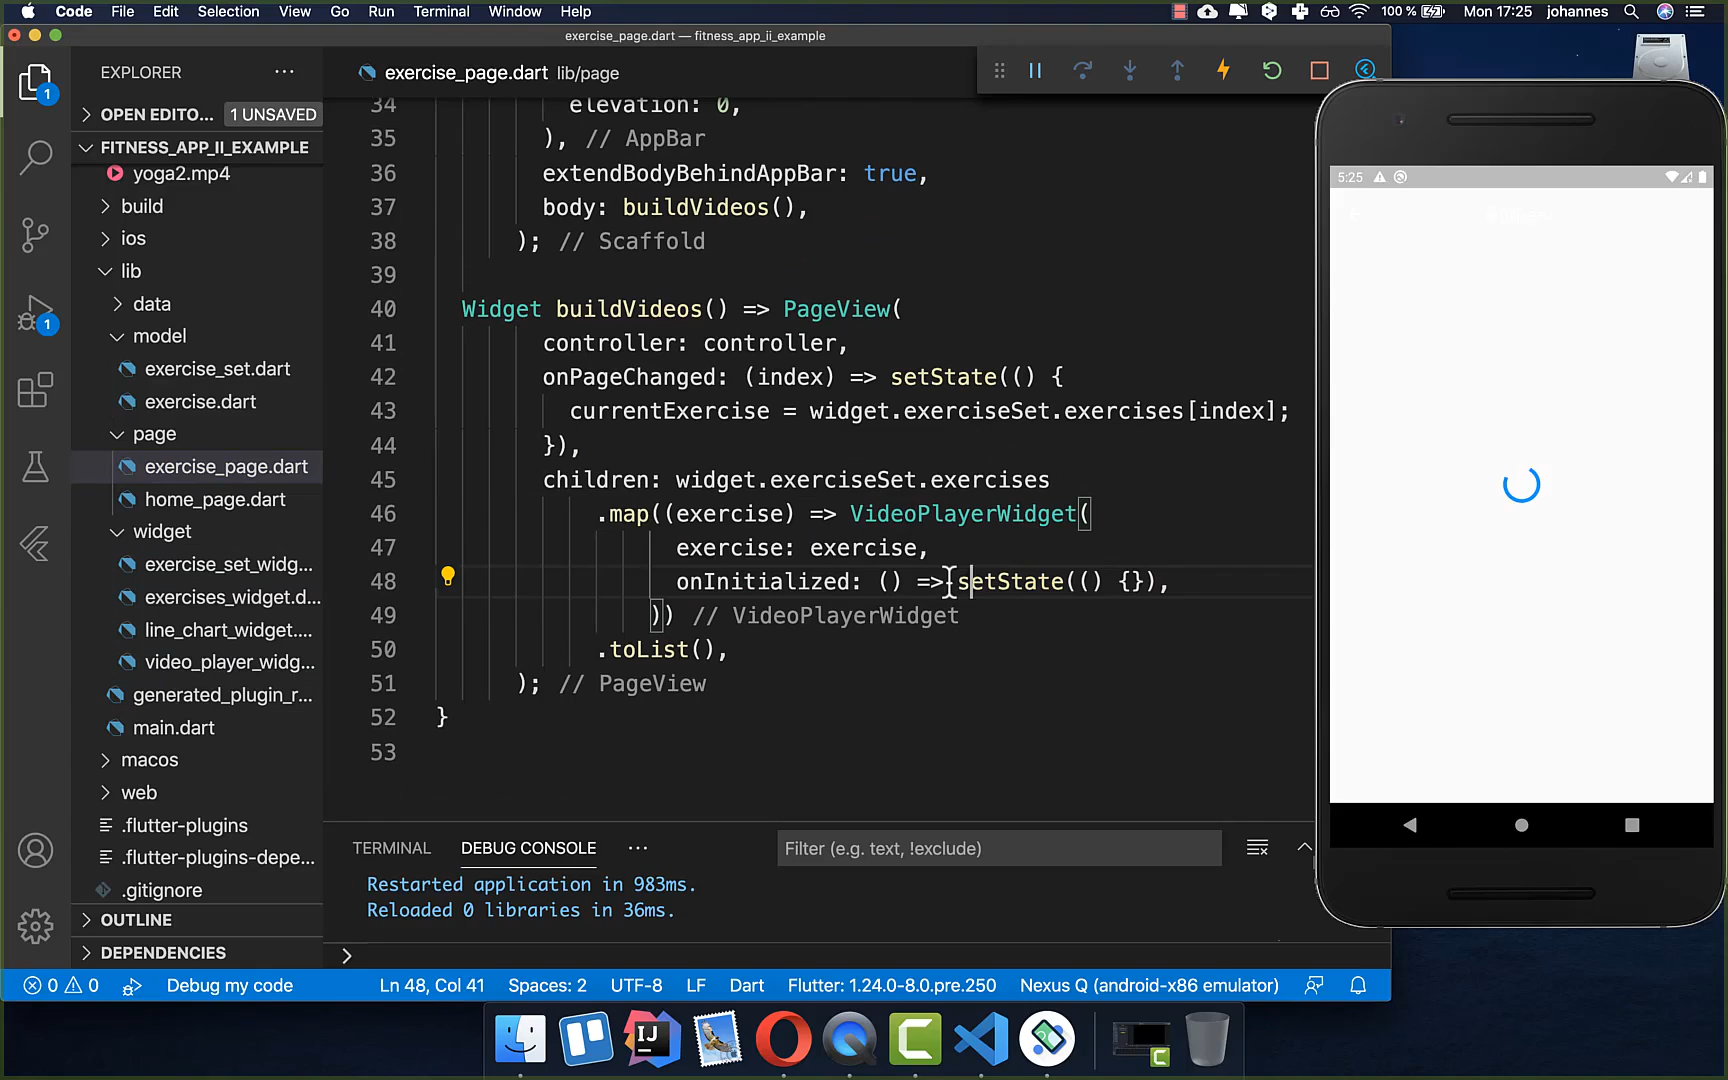 Code File Edit Selection View Go Run Terminal Window Help 100 % Mon 17:25 johannes
exercise_page.dart — fitness_app_ii_example
EXPLORER
OPEN EDITO... 1 UNSAVED
FITNESS_APP_II_EXAMPLE
yoga2.mp4
build
ios
lib
data
model
exercise_set.dart
exercise.dart
page
exercise_page.dart
home_page.dart
widget
exercise_set_widg...
exercises_widget.d...
line_chart_widget....
video_player_widg...
generated_plugin_r...
main.dart
macos
web
.flutter-plugins
.flutter-plugins-depe...
.gitignore
OUTLINE
DEPENDENCIES
1
1
exercise_page.dart lib/page
34 elevation: 0,
35 ), // AppBar
36 extendBodyBehindAppBar: true,
37 body: buildVideos(),
38 ); // Scaffold
39
40 Widget buildVideos() => PageView(
41 controller: controller,
42 onPageChanged: (index) => setState(() {
43 currentExercise = widget.exerciseSet.exercises[index];
44 }),
45 children: widget.exerciseSet.exercises
46 .map((exercise) => VideoPlayerWidget(
47 exercise: exercise,
48 onInitialized: () => setState(() {}),
49 )) // VideoPlayerWidget
50 .toList(),
51 ); // PageView
52 }
53
TERMINAL DEBUG CONSOLE ... Filter (e.g. text, !exclude)
Restarted application in 983ms.
Reloaded 0 libraries in 36ms.
0 0 Debug my code Ln 48, Col 41 Spaces: 2 UTF-8 LF Dart Flutter: 1.24.0-8.0.pre.250 Nexus Q (android-x86 emulator)
5:25
IJ
C
C